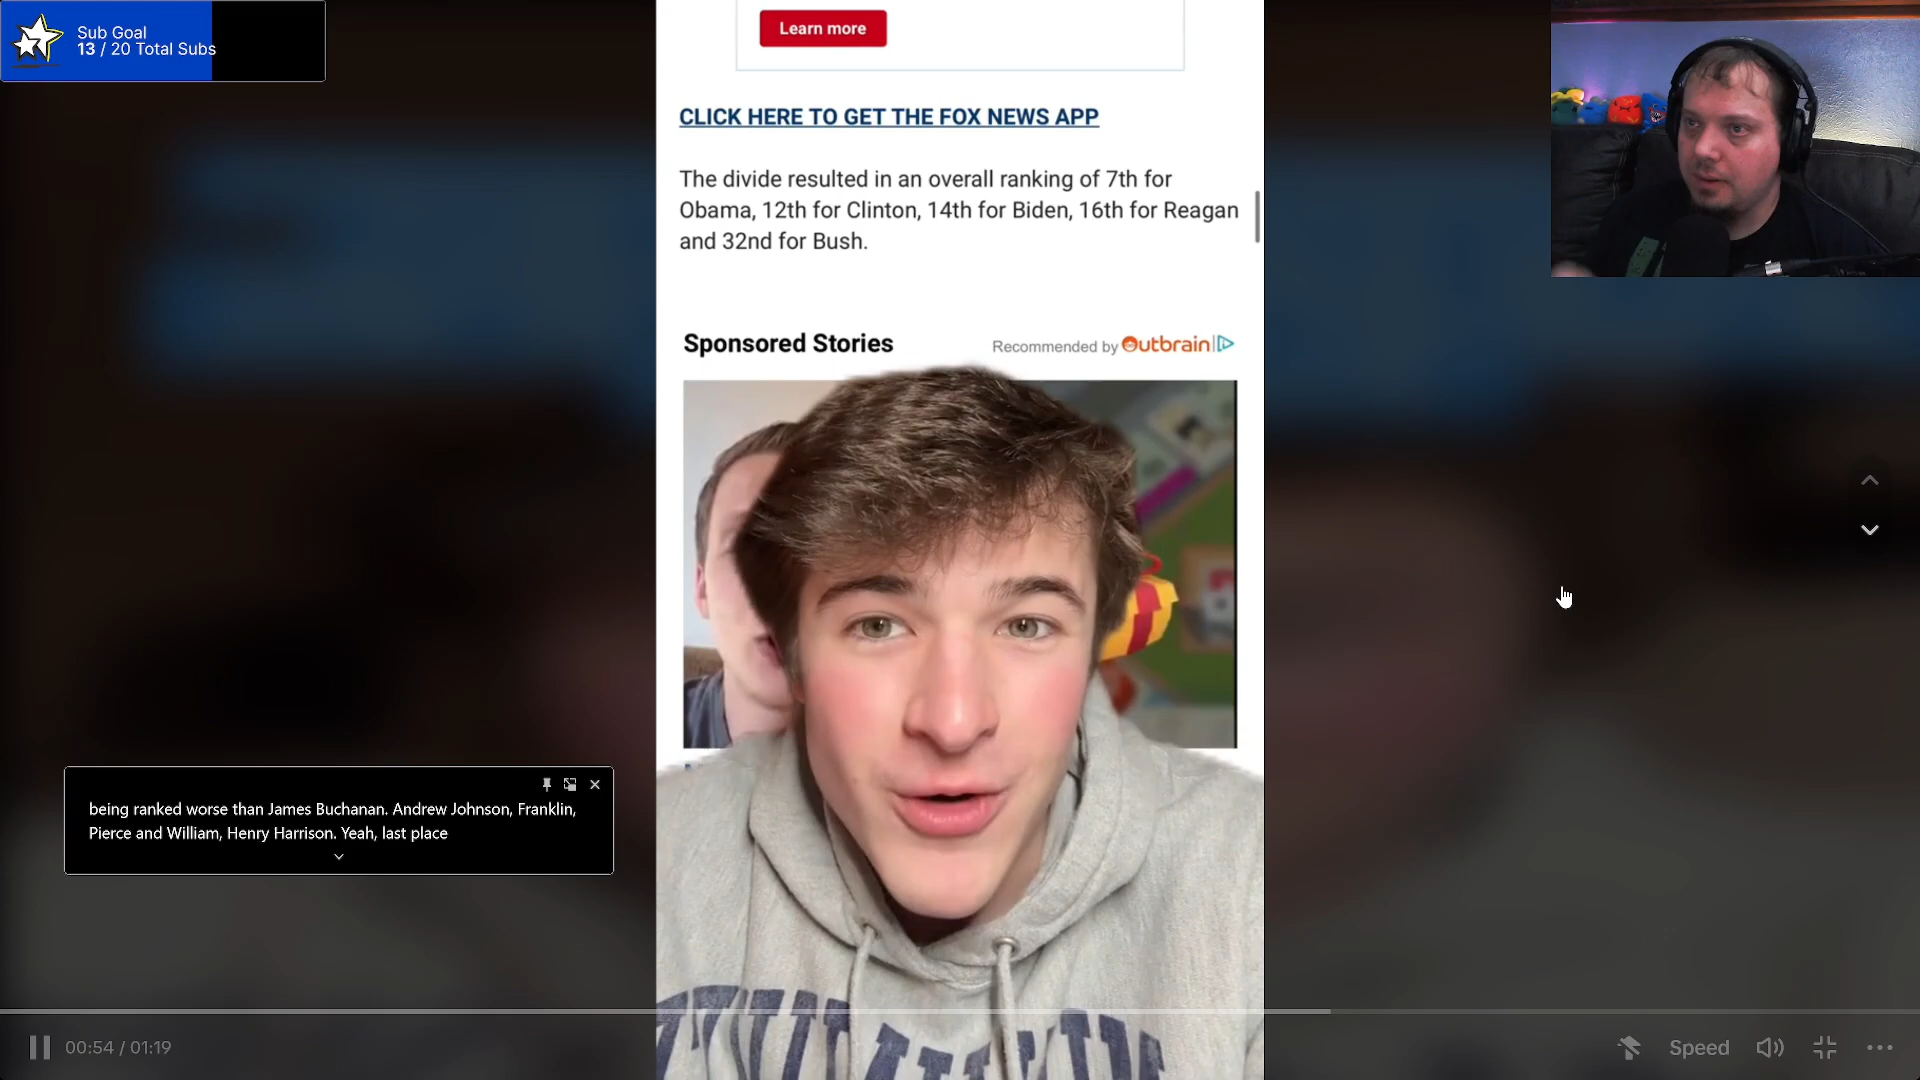 Sub Goal
13 / 20 Total Subs
Learn more
CLICK HERE TO GET THE FOX NEWS APP
The divide resulted in an overall ranking of 7th for
Obama, 12th for Clinton, 14th for Biden, 16th for Reagan
and 32nd for Bush.
Sponsored Stories
Recommended by Outbrain
being ranked worse than James Buchanan. Andrew Johnson, Franklin,
Pierce and William, Henry Harrison. Yeah, last place
00:54 / 01:19
Speed